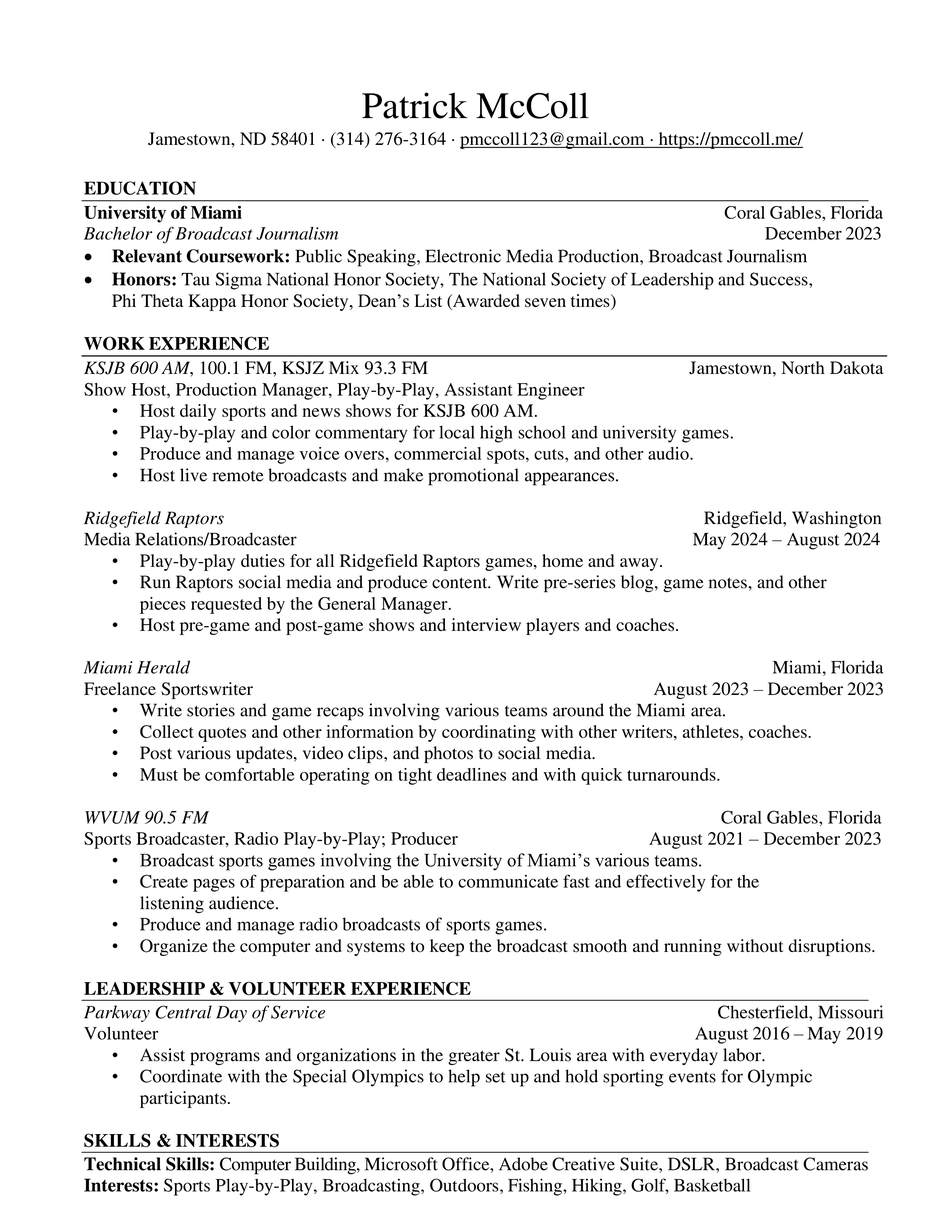 Patrick McColl
Jamestown, ND 58401 · (314) 276-3164 · pmccoll123@gmail.com · https://pmccoll.me/
EDUCATION
University of Miami Coral Gables, Florida
Bachelor of Broadcast Journalism December 2023
• Relevant Coursework: Public Speaking, Electronic Media Production, Broadcast Journalism
• Honors: Tau Sigma National Honor Society, The National Society of Leadership and Success,
Phi Theta Kappa Honor Society, Dean’s List (Awarded seven times)
WORK EXPERIENCE
KSJB 600 AM, 100.1 FM, KSJZ Mix 93.3 FM Jamestown, North Dakota
Show Host, Production Manager, Play-by-Play, Assistant Engineer
• Host daily sports and news shows for KSJB 600 AM.
• Play-by-play and color commentary for local high school and university games.
• Produce and manage voice overs, commercial spots, cuts, and other audio.
• Host live remote broadcasts and make promotional appearances.
Ridgefield Raptors Ridgefield, Washington
Media Relations/Broadcaster May 2024 – August 2024
• Play-by-play duties for all Ridgefield Raptors games, home and away.
• Run Raptors social media and produce content. Write pre-series blog, game notes, and other
pieces requested by the General Manager.
• Host pre-game and post-game shows and interview players and coaches.
Miami Herald Miami, Florida
Freelance Sportswriter August 2023 – December 2023
• Write stories and game recaps involving various teams around the Miami area.
• Collect quotes and other information by coordinating with other writers, athletes, coaches.
• Post various updates, video clips, and photos to social media.
• Must be comfortable operating on tight deadlines and with quick turnarounds.
WVUM 90.5 FM Coral Gables, Florida
Sports Broadcaster, Radio Play-by-Play; Producer August 2021 – December 2023
• Broadcast sports games involving the University of Miami’s various teams.
• Create pages of preparation and be able to communicate fast and effectively for the
listening audience.
• Produce and manage radio broadcasts of sports games.
• Organize the computer and systems to keep the broadcast smooth and running without disruptions.
LEADERSHIP & VOLUNTEER EXPERIENCE
Parkway Central Day of Service Chesterfield, Missouri
Volunteer August 2016 – May 2019
• Assist programs and organizations in the greater St. Louis area with everyday labor.
• Coordinate with the Special Olympics to help set up and hold sporting events for Olympic
participants.
SKILLS & INTERESTS
Technical Skills: Computer Building, Microsoft Office, Adobe Creative Suite, DSLR, Broadcast Cameras
Interests: Sports Play-by-Play, Broadcasting, Outdoors, Fishing, Hiking, Golf, Basketball